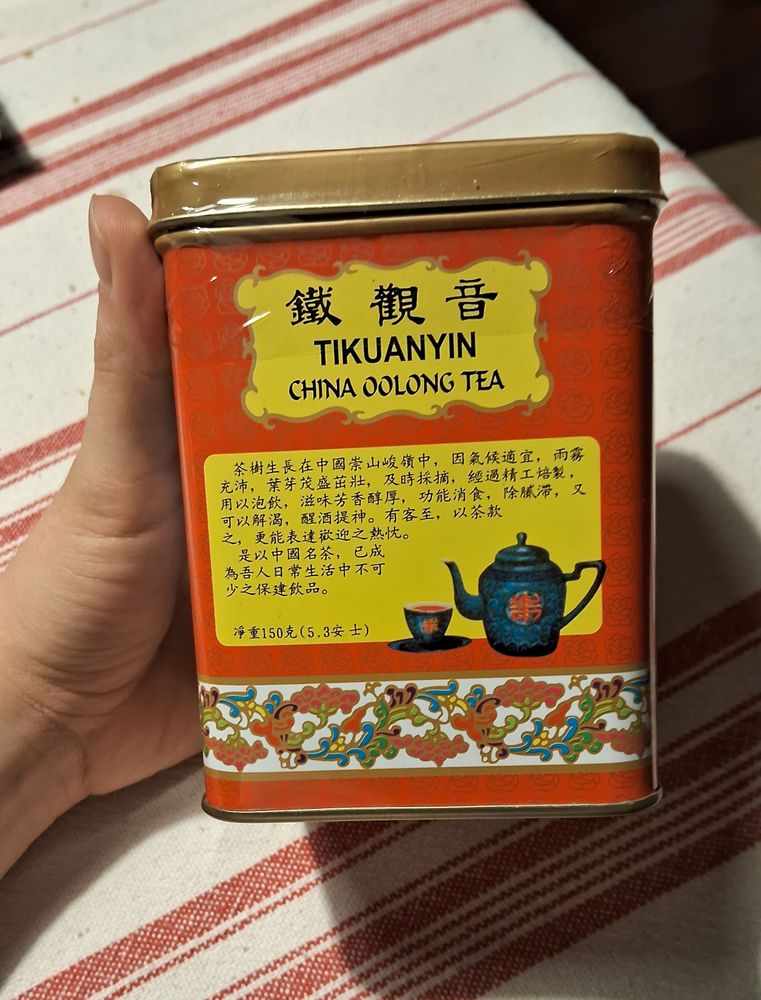 鐵觀音
TIKUANYIN
CHINA OOLONG TEA
茶樹生長在中國崇山峻嶺中，因氣候適宜，雨霧
充沛，葉芽茂盛茁壯，及時採摘，經過精工焙製，
用以泡飲，滋味芳香醇厚，功能消食，除膩滯，又
可以解渴，醒酒提神。有客至，以茶款
之，更能表達歡迎之熱忱。
是以中國名茶，已成
為吾人日常生活中不可
少之保建飲品。
淨重150克(5.3安士)